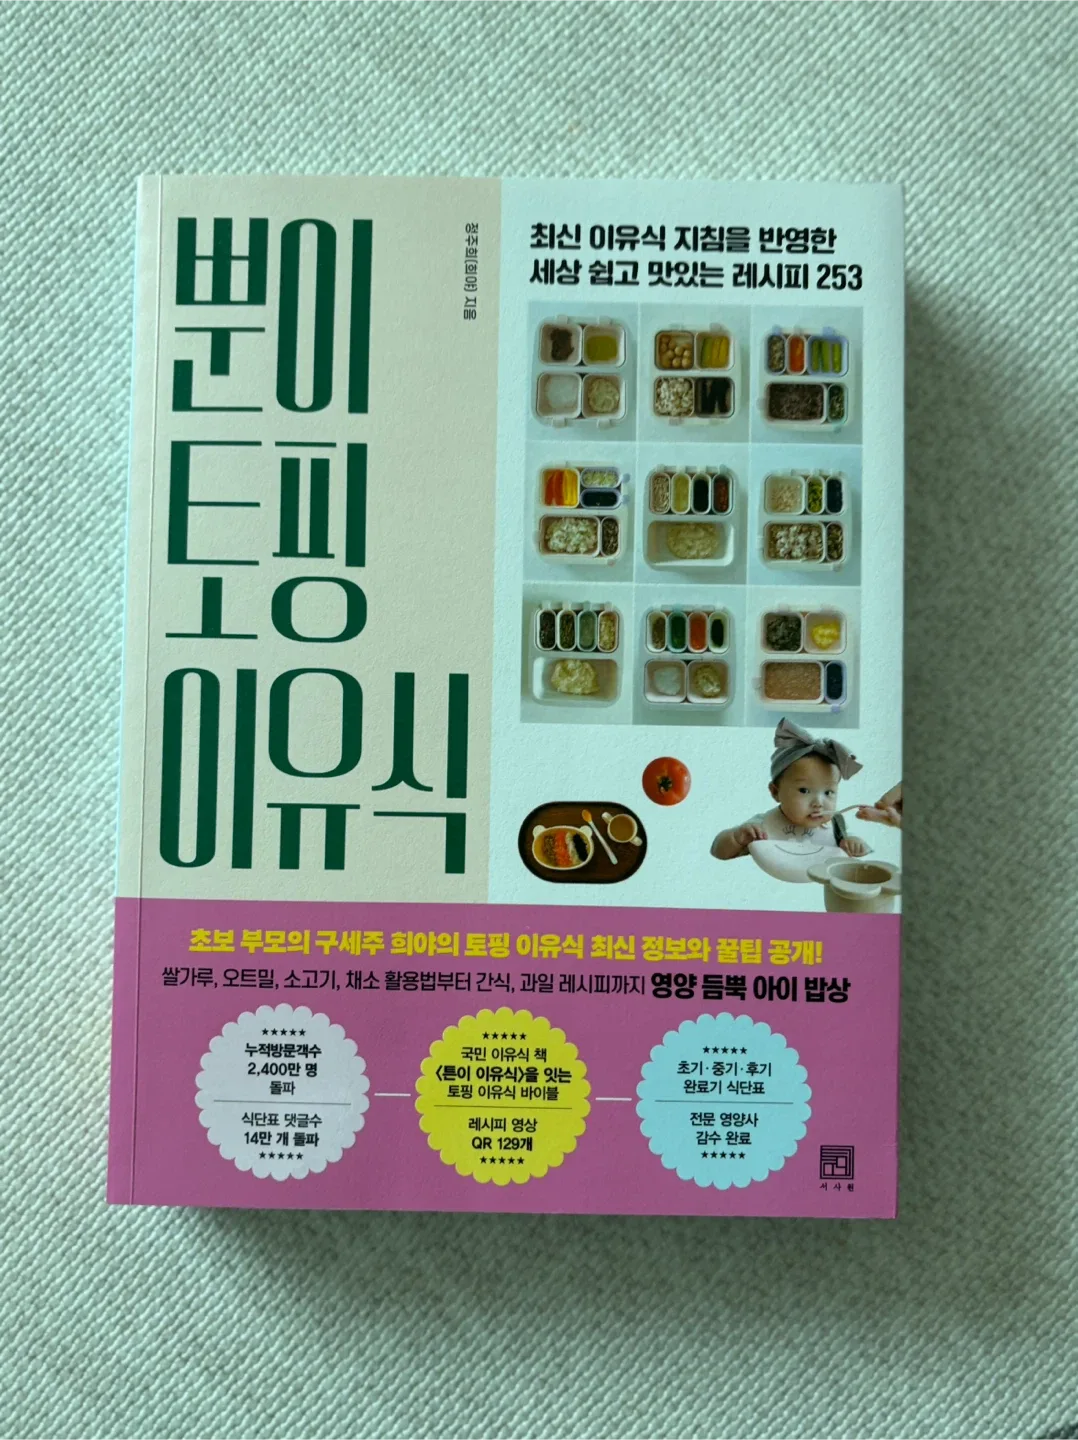 뿐이
토핑
이유식
정주희(희야) 지음
최신 이유식 지침을 반영한
세상 쉽고 맛있는 레시피 253
초보 부모의 구세주 희야의 토핑 이유식 최신 정보와 꿀팁 공개!
쌀가루, 오트밀, 소고기, 채소 활용법부터 간식, 과일 레시피까지 영양 듬뿍 아이 밥상
★★★★★
누적방문객수
2,400만 명
돌파
식단표 댓글수
14만 개 돌파
★★★★★
★★★★★
국민 이유식 책
<튼이 이유식>을 잇는
토핑 이유식 바이블
레시피 영상
QR 129개
★★★★★
★★★★★
초기·중기·후기
완료기 식단표
전문 영양사
감수 완료
★★★★★
서사원